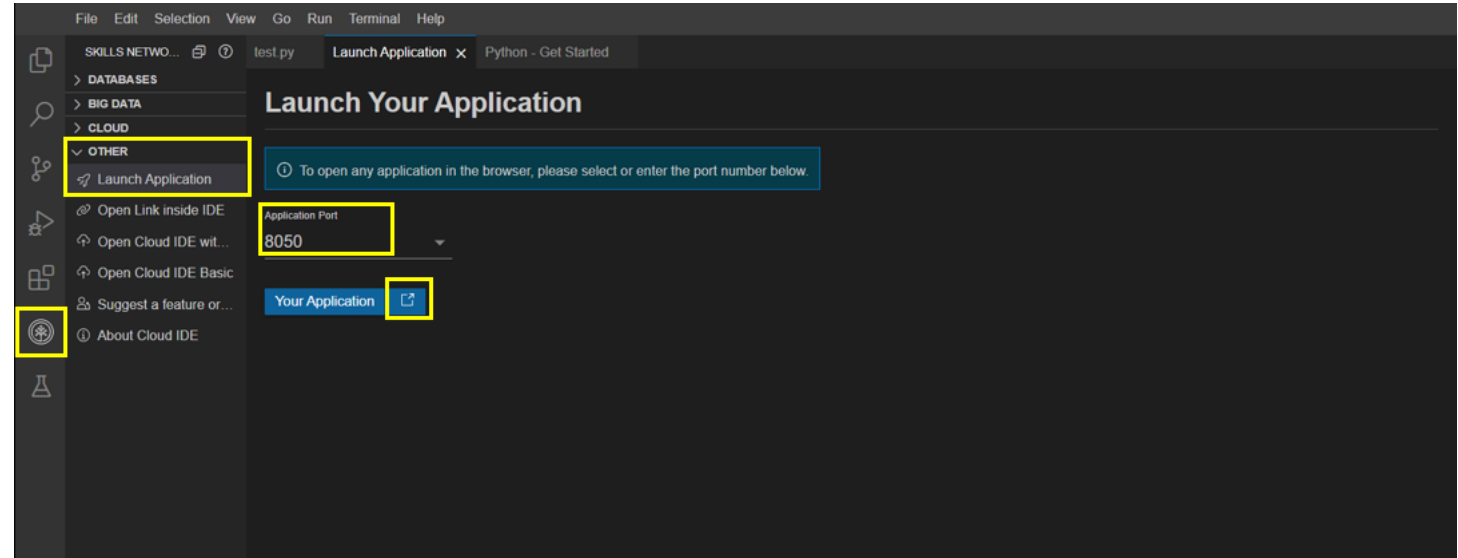 File Edit Selection View Go Run Terminal Help
SKILLS NETWO...
test.py Launch Application Python - Get Started
DATABASES
BIG DATA
CLOUD
OTHER
Launch Application
Open Link inside IDE
Open Cloud IDE wit...
Open Cloud IDE Basic
Suggest a feature or...
About Cloud IDE
Launch Your Application
To open any application in the browser, please select or enter the port number below.
Application Port
8050
Your Application